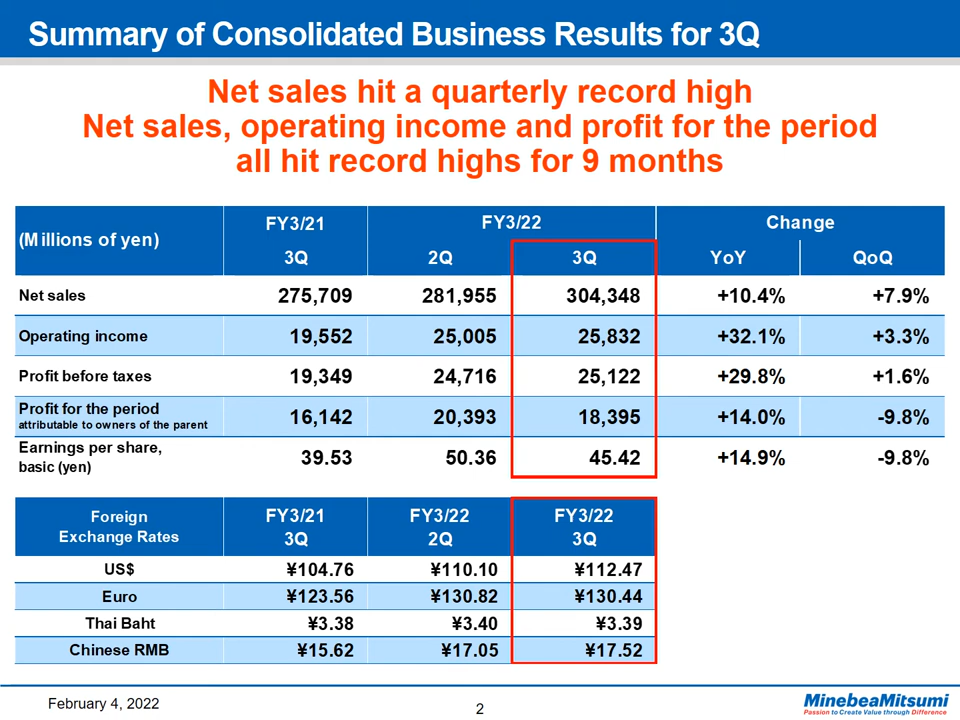 Summary of Consolidated Business Results for 3Q
Net sales hit a quarterly record high
Net sales, operating income and profit for the period
all hit record highs for 9 months
(Millions of yen) FY3/21 FY3/22 Change
3Q 2Q 3Q YoY QoQ
Net sales 275,709 281,955 304,348 +10.4% +7.9%
Operating income 19,552 25,005 25,832 +32.1% +3.3%
Profit before taxes 19,349 24,716 25,122 +29.8% +1.6%
Profit for the period
attributable to owners of the parent 16,142 20,393 18,395 +14.0% -9.8%
Earnings per share,
basic (yen) 39.53 50.36 45.42 +14.9% -9.8%
Foreign
Exchange Rates FY3/21 FY3/22 FY3/22
3Q 2Q 3Q
US$ ¥104.76 ¥110.10 ¥112.47
Euro ¥123.56 ¥130.82 ¥130.44
Thai Baht ¥3.38 ¥3.40 ¥3.39
Chinese RMB ¥15.62 ¥17.05 ¥17.52
February 4, 2022
2
MinebeaMitsumi
Passion to Create Value through Difference